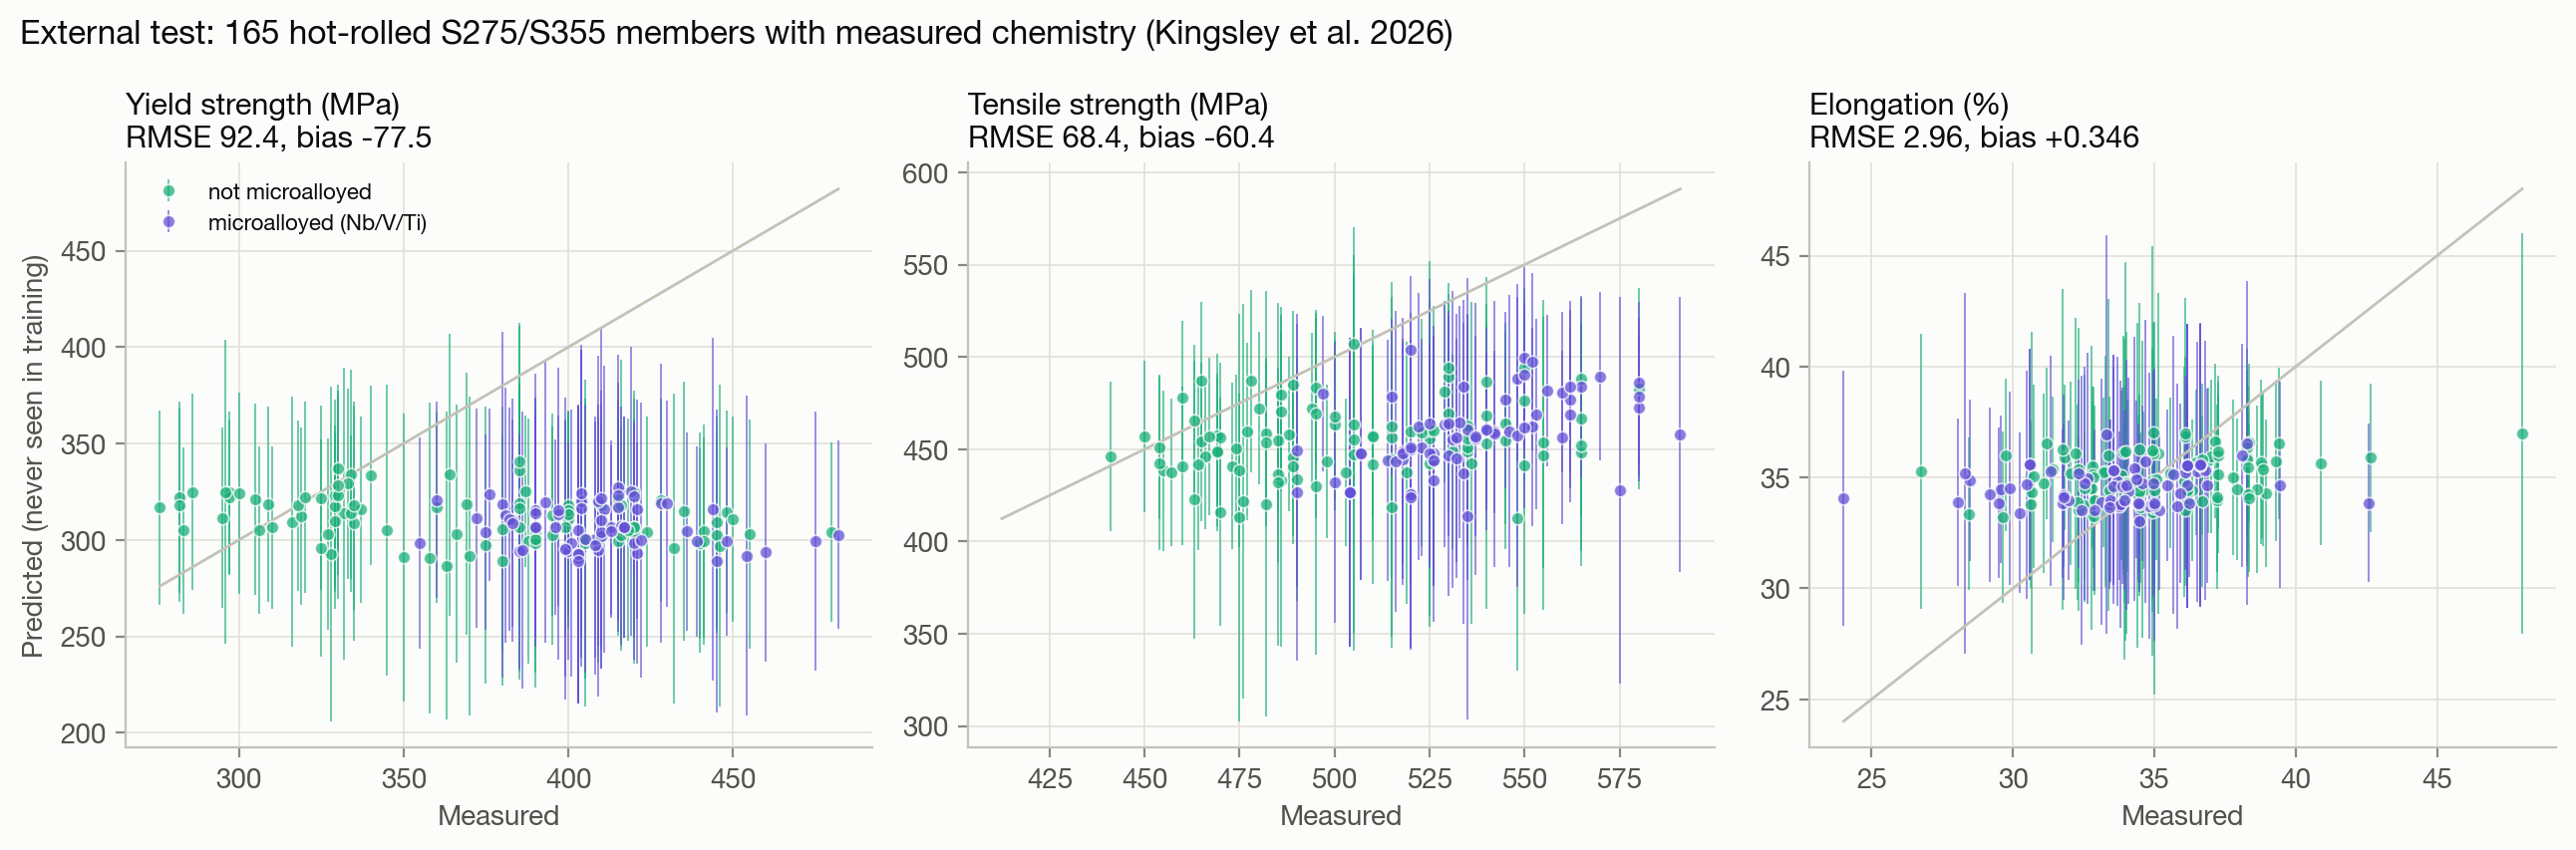 External test: 165 hot-rolled S275/S355 members with measured chemistry (Kingsley et al. 2026)
Yield strength (MPa)
RMSE 92.4, bias -77.5
not microalloyed
microalloyed (Nb/V/Ti)
Predicted (never seen in training)
450
400
350
300
250
200
300 350 400 450
Measured
Tensile strength (MPa)
RMSE 68.4, bias -60.4
600
550
500
450
400
350
300
425 450 475 500 525 550 575
Measured
Elongation (%)
RMSE 2.96, bias +0.346
45
40
35
30
25
25 30 35 40 45
Measured